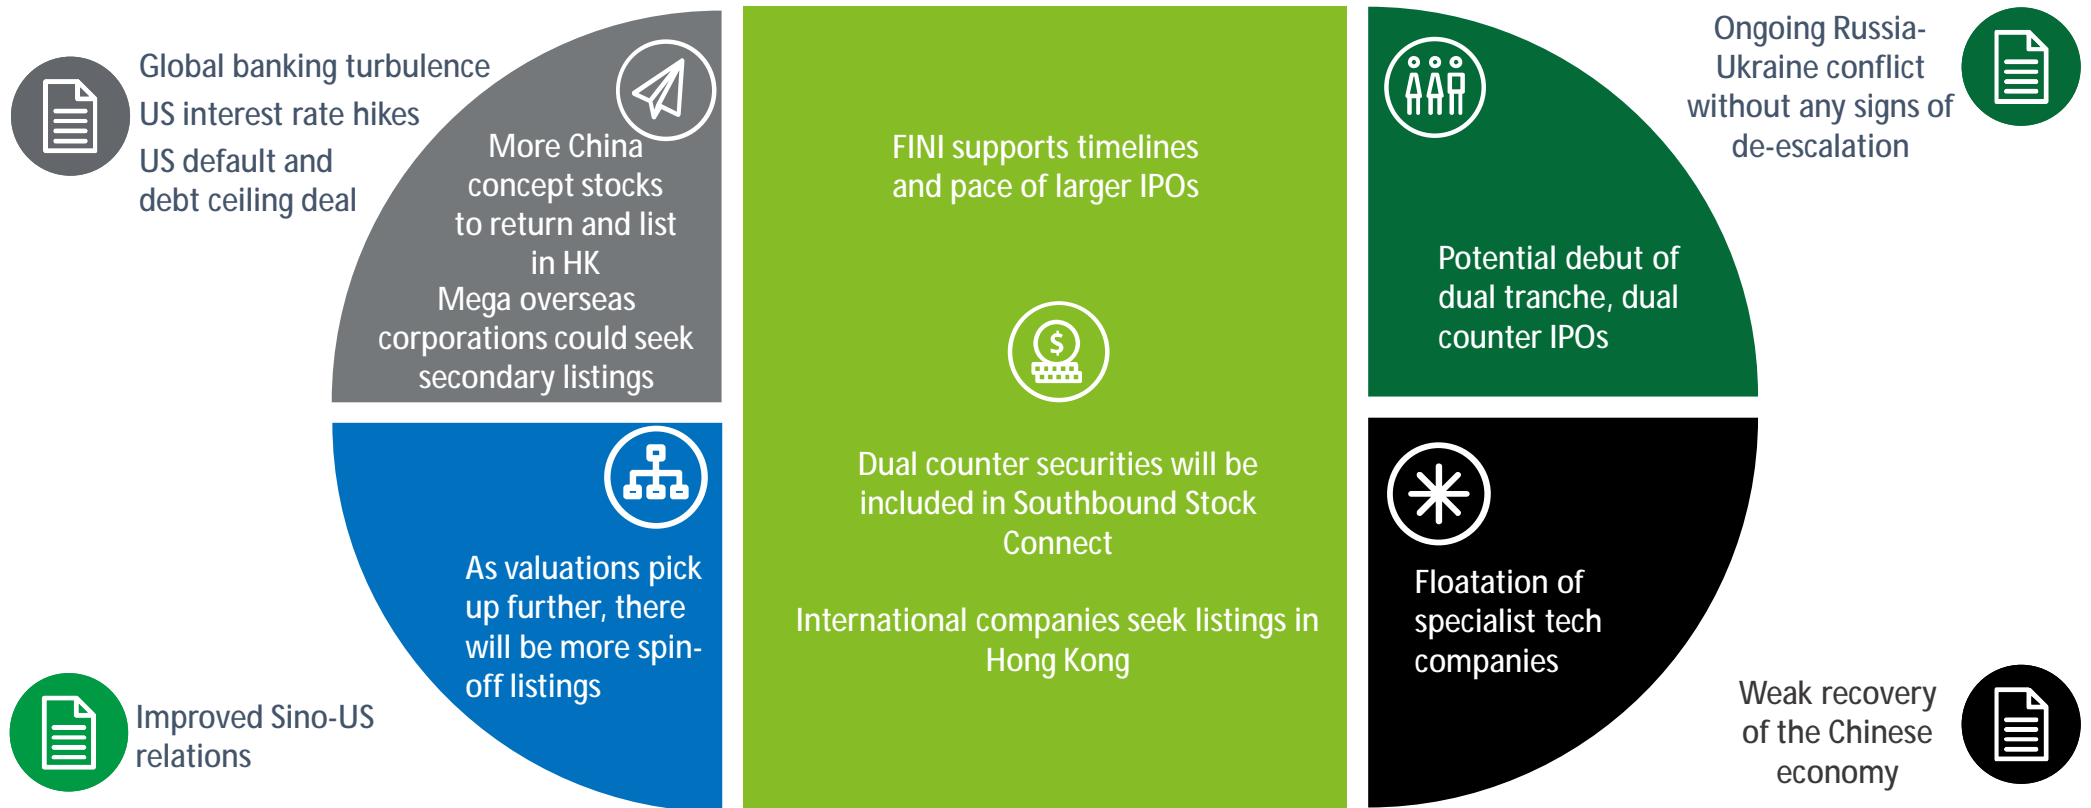 Global banking turbulence
US interest rate hikes
US default and
debt ceiling deal
More China
concept stocks
to return and list
in HK
Mega overseas
corporations could seek
secondary listings
As valuations pick
up further, there
will be more spin-
off listings
Improved Sino-US
relations
FINI supports timelines
and pace of larger IPOs
$
Dual counter securities will be
included in Southbound Stock
Connect
International companies seek listings in
Hong Kong
Ongoing Russia-
Ukraine conflict
without any signs of
de-escalation
Potential debut of
dual tranche, dual
counter IPOs
Floatation of
specialist tech
companies
Weak recovery
of the Chinese
economy